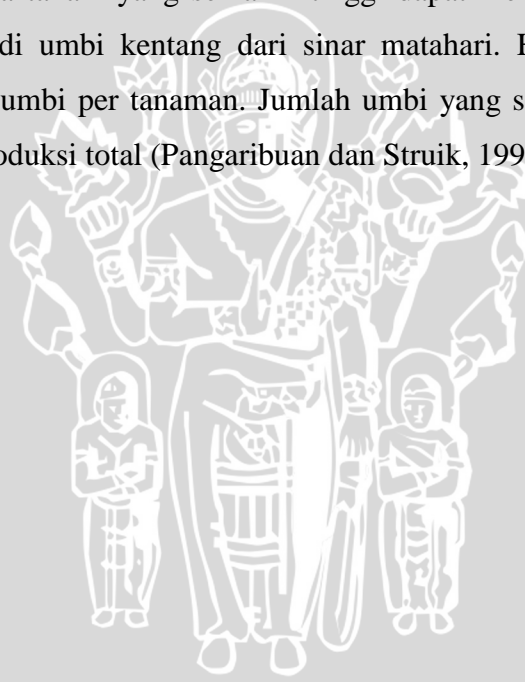 yang
dapat
di umbi kentang dari sinar matahari.
umbi per tanaman. Jumlah umbi yang s
oduksi total (Pangaribuan dan Struik, 199